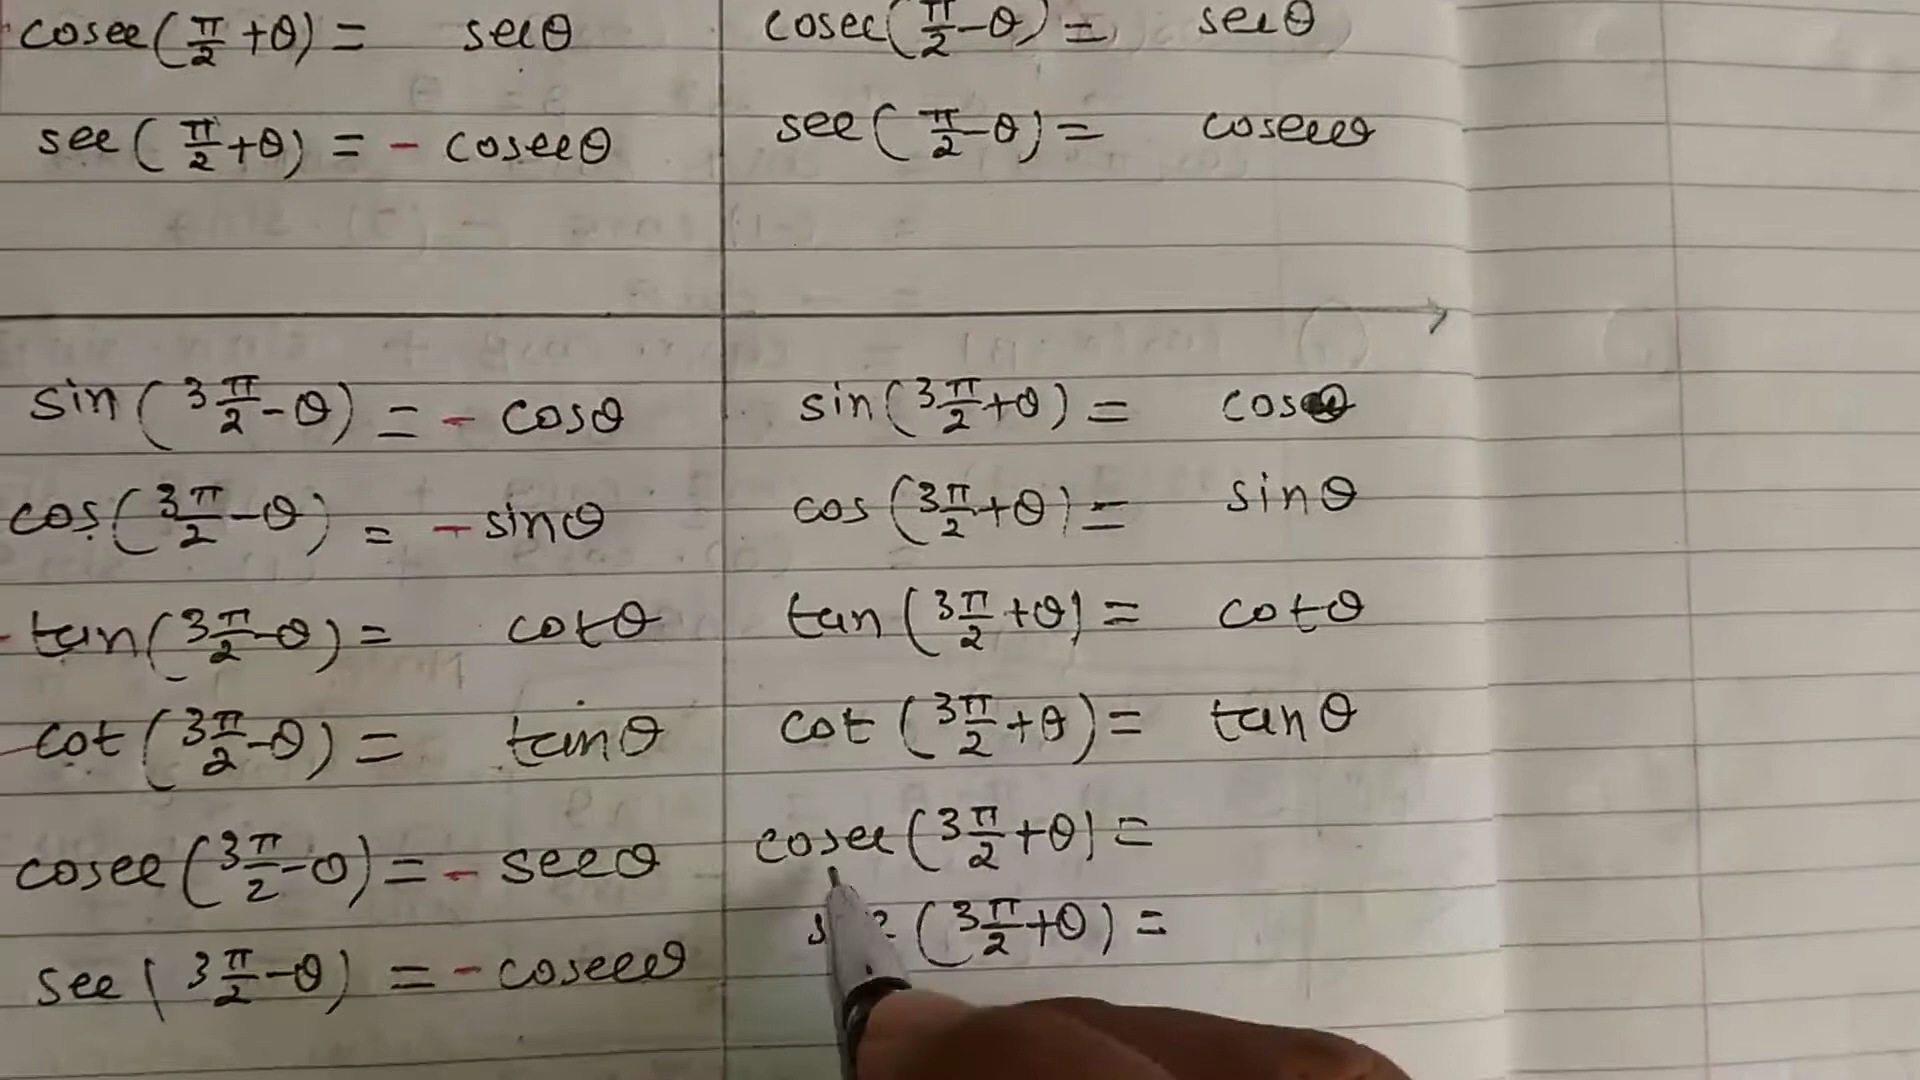 cosec(π/2 + θ) = secθ
cosec(π/2 - θ) = secθ
sec(π/2 + θ) = - cosecθ
sec(π/2 - θ) = cosecθ
sin(3π/2 - θ) = - cosθ
sin(3π/2 + θ) = cosθ
cos(3π/2 - θ) = - sinθ
cos(3π/2 + θ) = sinθ
tan(3π/2 - θ) = cotθ
tan(3π/2 + θ) = cotθ
cot(3π/2 - θ) = tanθ
cot(3π/2 + θ) = tanθ
cosec(3π/2 - θ) = - secθ
cosec(3π/2 + θ) =
sec(3π/2 - θ) = - cosecθ
(3π/2 + θ) =